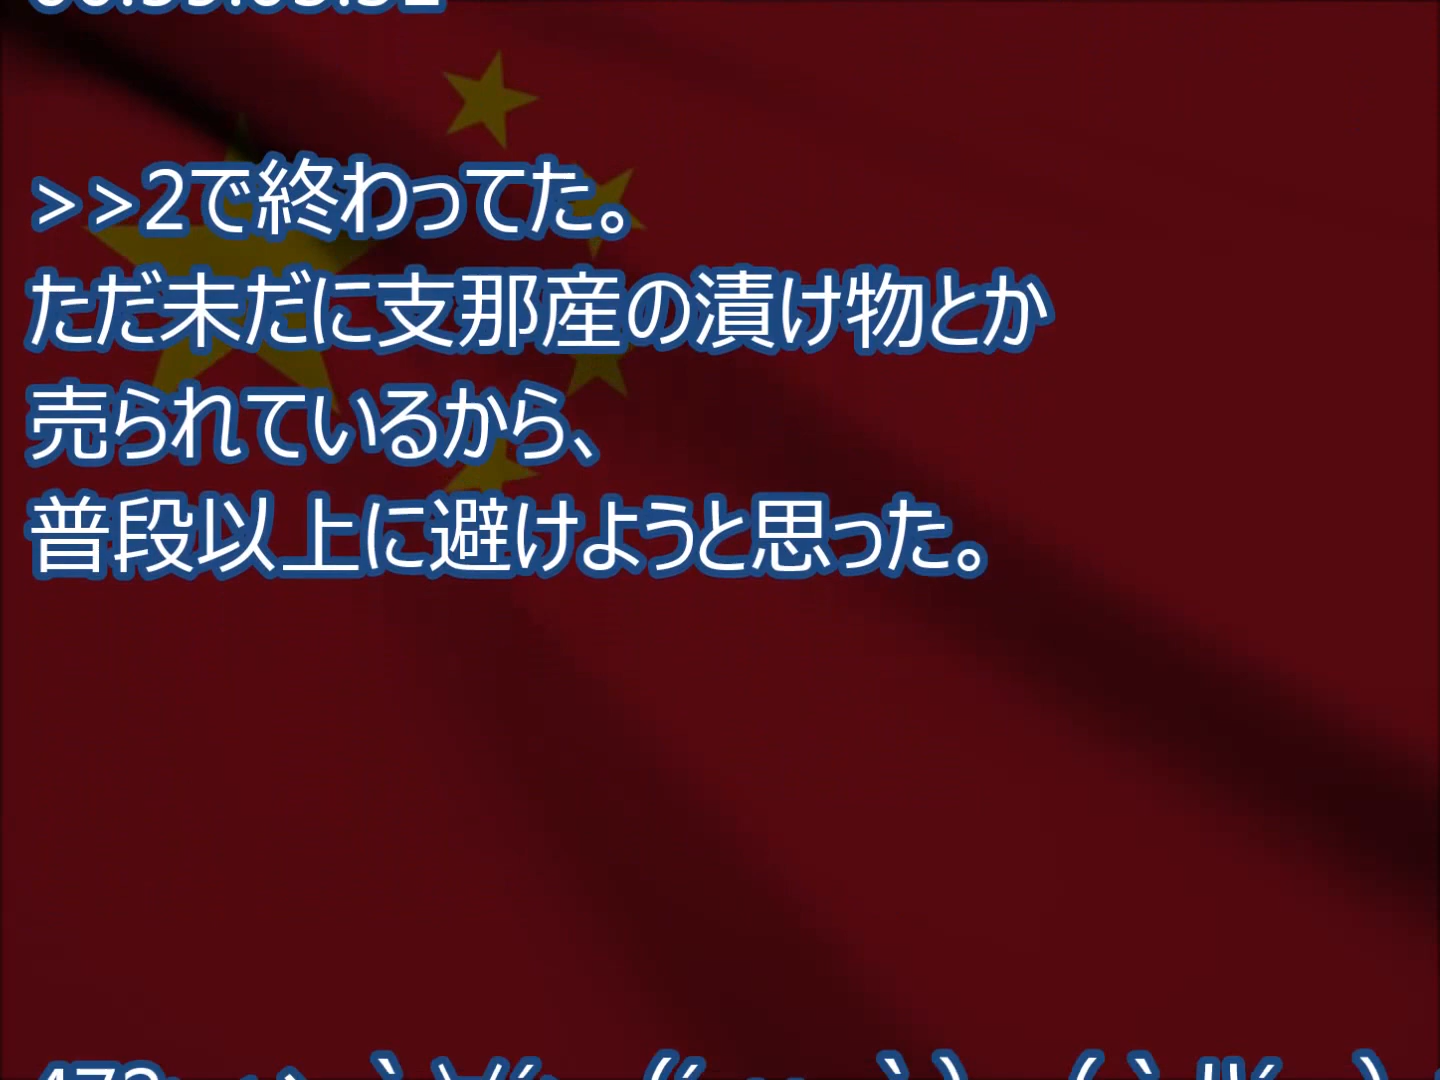 >>2で終わってた。
ただ未だに支那産の漬け物とか
売られているから、
普段以上に避けようと思った。